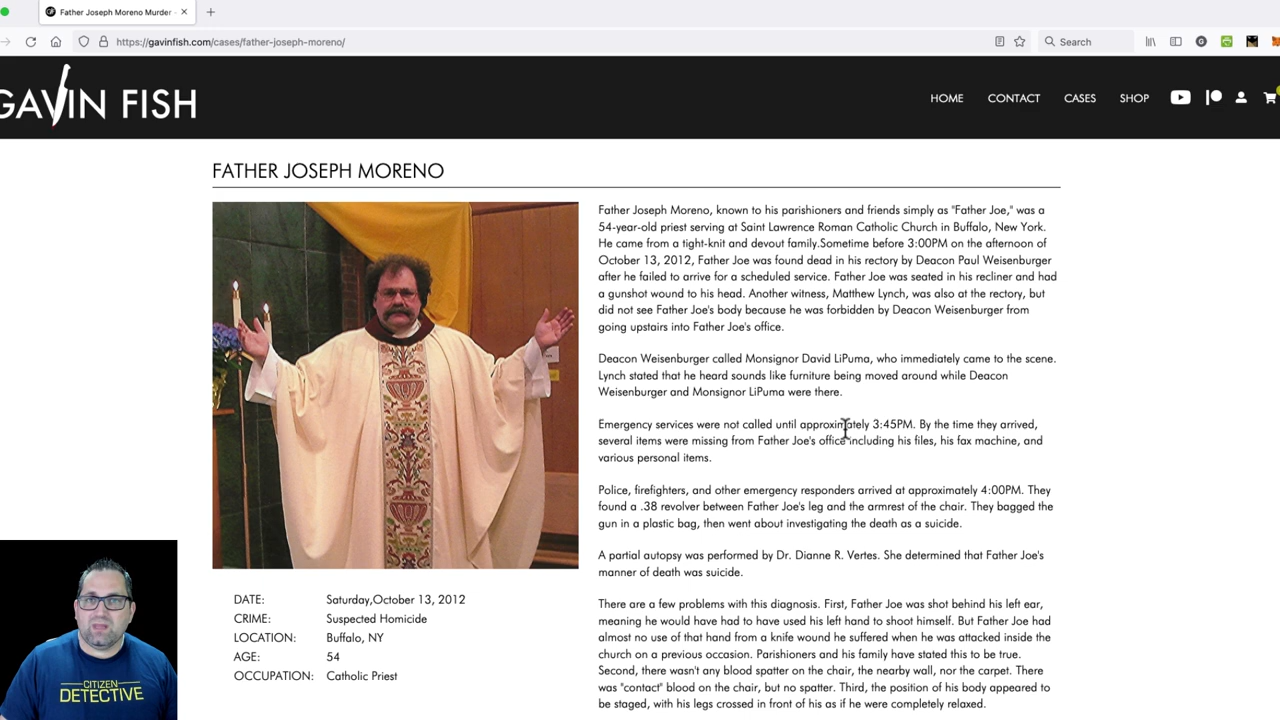 Father Joseph Moreno Murder -
https://gavinfish.com/cases/father-joseph-moreno/
Search
GAVIN FISH
HOME CONTACT CASES SHOP
FATHER JOSEPH MORENO
Father Joseph Moreno, known to his parishioners and friends simply as "Father Joe," was a
54-year-old priest serving at Saint Lawrence Roman Catholic Church in Buffalo, New York.
He came from a tight-knit and devout family.Sometime before 3:00PM on the afternoon of
October 13, 2012, Father Joe was found dead in his rectory by Deacon Paul Weisenburger
after he failed to arrive for a scheduled service. Father Joe was seated in his recliner and had
a gunshot wound to his head. Another witness, Matthew Lynch, was also at the rectory, but
did not see Father Joe's body because he was forbidden by Deacon Weisenburger from
going upstairs into Father Joe's office.
Deacon Weisenburger called Monsignor David LiPuma, who immediately came to the scene.
Lynch stated that he heard sounds like furniture being moved around while Deacon
Weisenburger and Monsignor LiPuma were there.
Emergency services were not called until approximately 3:45PM. By the time they arrived,
several items were missing from Father Joe's office including his files, his fax machine, and
various personal items.
Police, firefighters, and other emergency responders arrived at approximately 4:00PM. They
found a .38 revolver between Father Joe's leg and the armrest of the chair. They bagged the
gun in a plastic bag, then went about investigating the death as a suicide.
A partial autopsy was performed by Dr. Dianne R. Vertes. She determined that Father Joe's
manner of death was suicide.
There are a few problems with this diagnosis. First, Father Joe was shot behind his left ear,
meaning he would have had to have used his left hand to shoot himself. But Father Joe had
almost no use of that hand from a knife wound he suffered when he was attacked inside the
church on a previous occasion. Parishioners and his family have stated this to be true.
Second, there wasn't any blood spatter on the chair, the nearby wall, nor the carpet. There
was "contact" blood on the chair, but no spatter. Third, the position of his body appeared to
be staged, with his legs crossed in front of his as if he were completely relaxed.
DATE: Saturday,October 13, 2012
CRIME: Suspected Homicide
LOCATION: Buffalo, NY
AGE: 54
OCCUPATION: Catholic Priest
CITIZEN
DETECTIVE